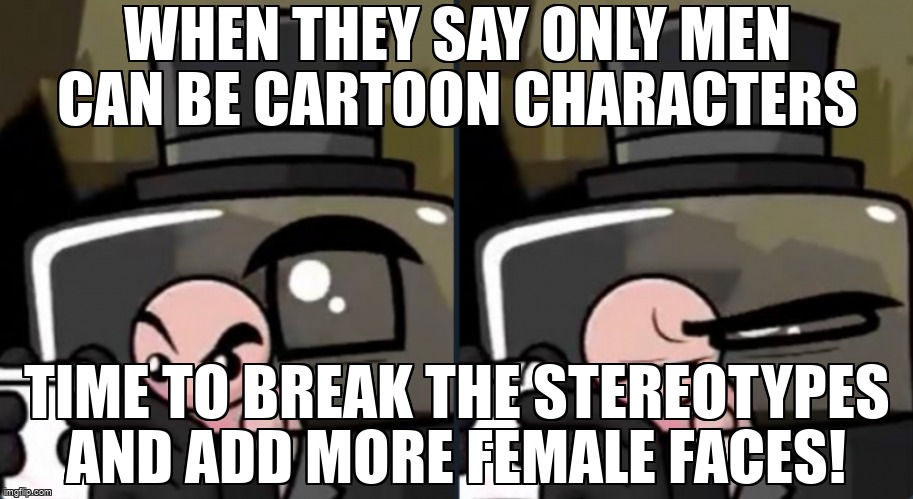 WHEN THEY SAY ONLY MEN
CAN BE CARTOON CHARACTERS
TIME TO BREAK THE STEREOTYPES
AND ADD MORE FEMALE FACES!
imgflip.com